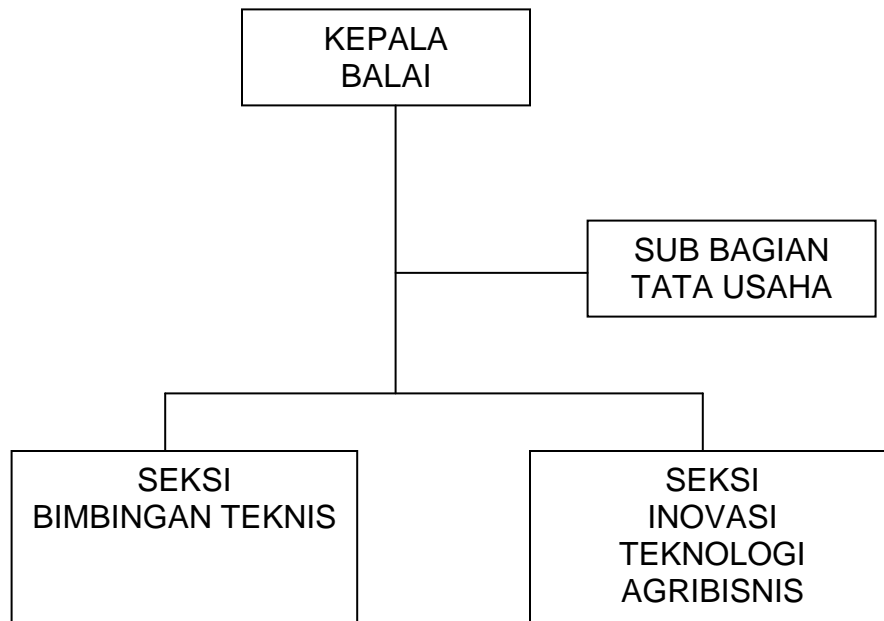 KEPALA
BALAI
SUB BAGIAN
TATA USAHA
SEKSI
BIMBINGAN TEKNIS
SEKSI
INOVASI
TEKNOLOGI
AGRIBISNIS